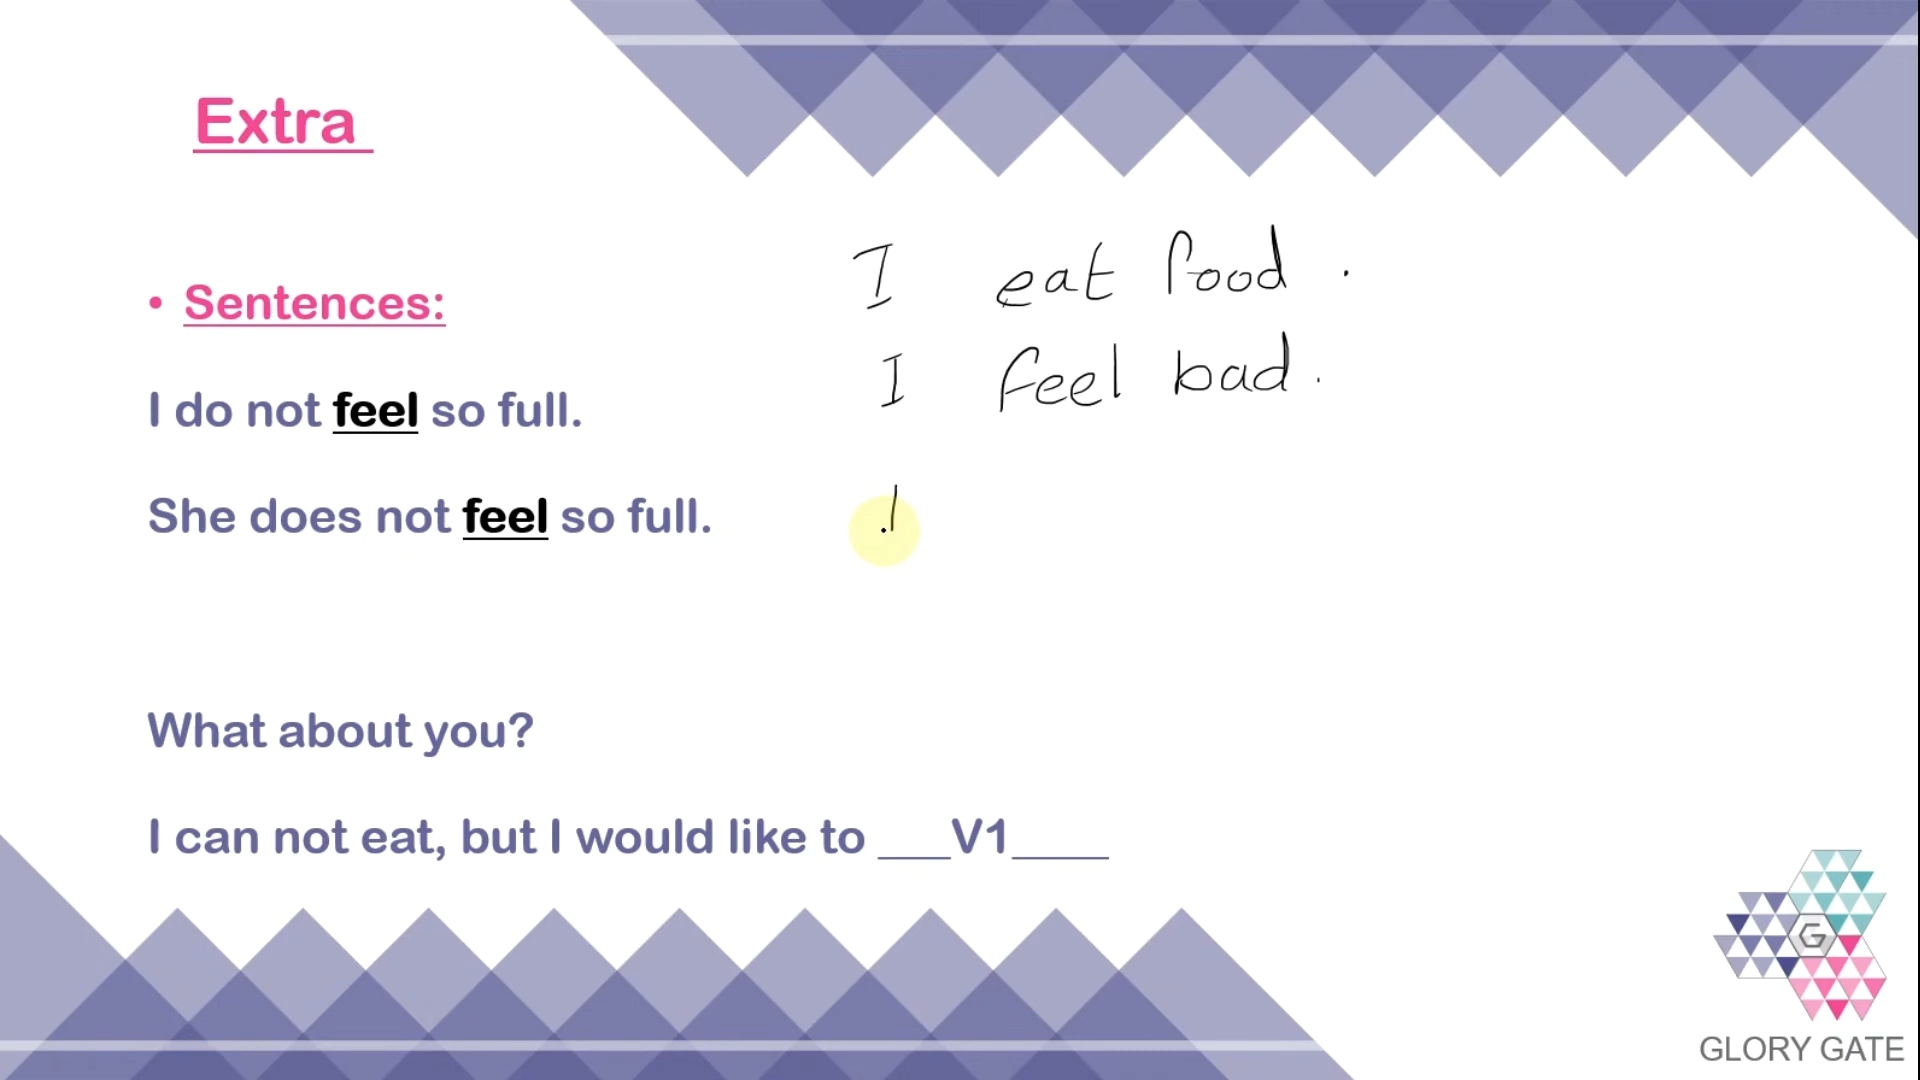 Extra
• Sentences:
I do not feel so full.
She does not feel so full.
What about you?
I can not eat, but I would like to ___V1____
I eat food .
I feel bad .
I
G
GLORY GATE